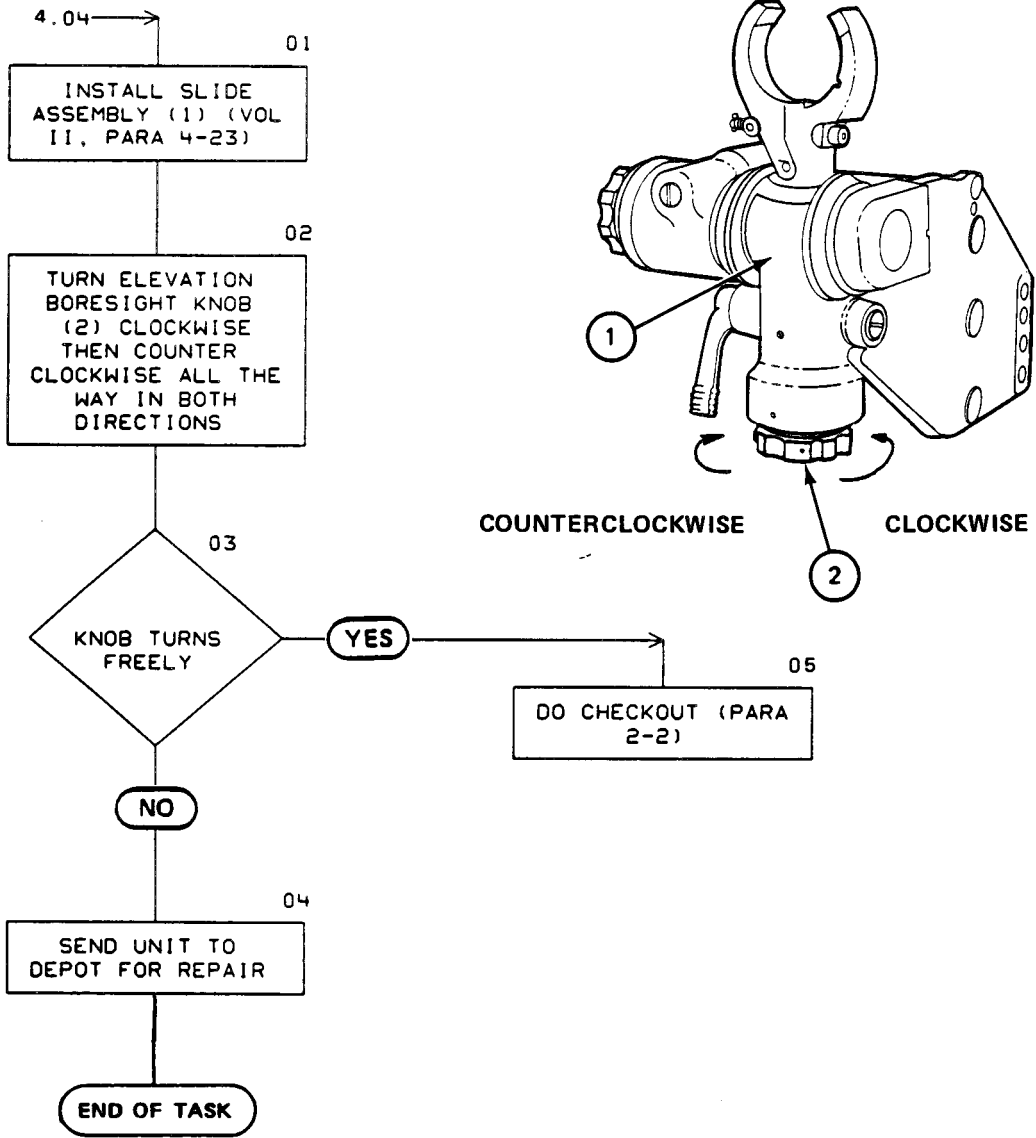 4.04
01
INSTALL SLIDE
ASSEMBLY (1) (VOL
II, PARA 4-23)
02
TURN ELEVATION
BORESIGHT KNOB
(2) CLOCKWISE
THEN COUNTER
CLOCKWISE ALL THE
WAY IN BOTH
DIRECTIONS
03
KNOB TURNS
FREELY
YES
05
DO CHECKOUT (PARA
2-2)
NO
04
SEND UNIT TO
DEPOT FOR REPAIR
END OF TASK
1
COUNTERCLOCKWISE
CLOCKWISE
2